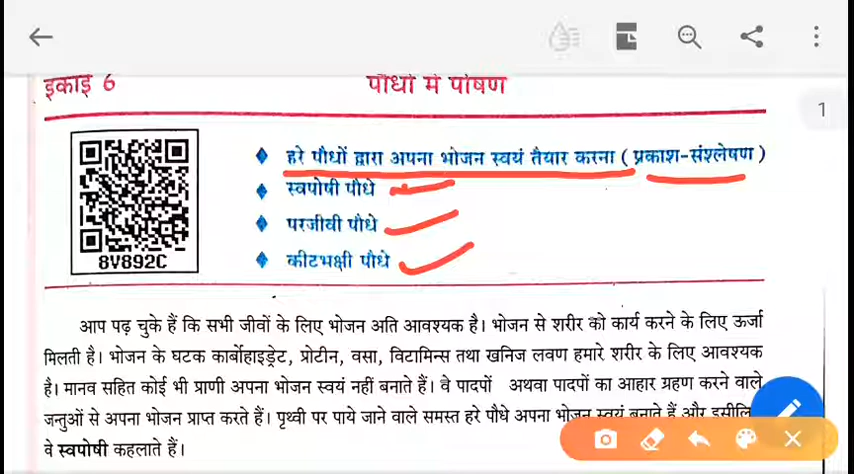 इकाई 6 पौधों में पोषण
1
हरे पौधों द्वारा अपना भोजन स्वयं तैयार करना ( प्रकाश-संश्लेषण )
स्वपोषी पौधे
परजीवी पौधे
कीटभक्षी पौधे
8V892C
आप पढ़ चुके हैं कि सभी जीवों के लिए भोजन अति आवश्यक है। भोजन से शरीर को कार्य करने के लिए ऊर्जा
मिलती है। भोजन के घटक कार्बोहाइड्रेट, प्रोटीन, वसा, विटामिन्स तथा खनिज लवण हमारे शरीर के लिए आवश्यक
है। मानव सहित कोई भी प्राणी अपना भोजन स्वयं नहीं बनाते हैं। वे पादपों अथवा पादपों का आहार ग्रहण करने वाले
जन्तुओं से अपना भोजन प्राप्त करते हैं। पृथ्वी पर पाये जाने वाले समस्त हरे पौधे अपना भोजन स्वयं बनाते हैं और
वे स्वपोषी कहलाते हैं।